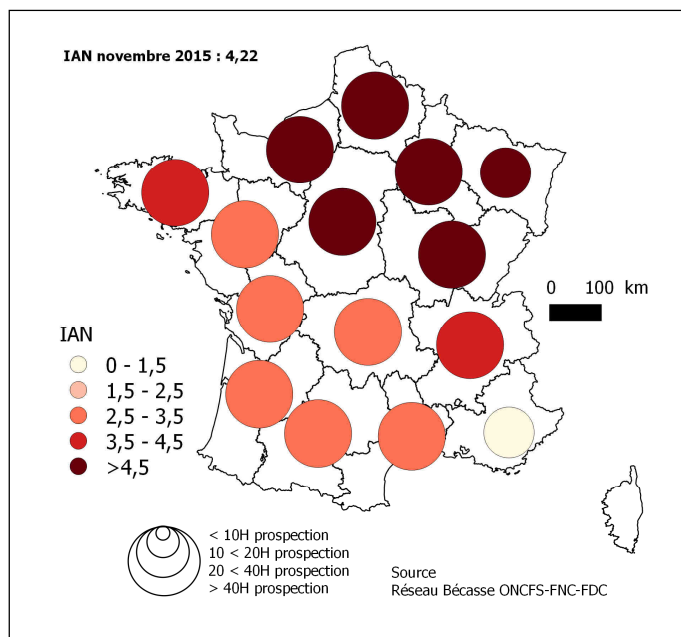 IAN novembre 2015 : 4,22
0 100 km
IAN
0 - 1,5
1,5 - 2,5
2,5 - 3,5
3,5 - 4,5
>4,5
< 10H prospection
10 < 20H prospection
20 < 40H prospection
> 40H prospection
Source
Réseau Bécasse ONCFS-FNC-FDC